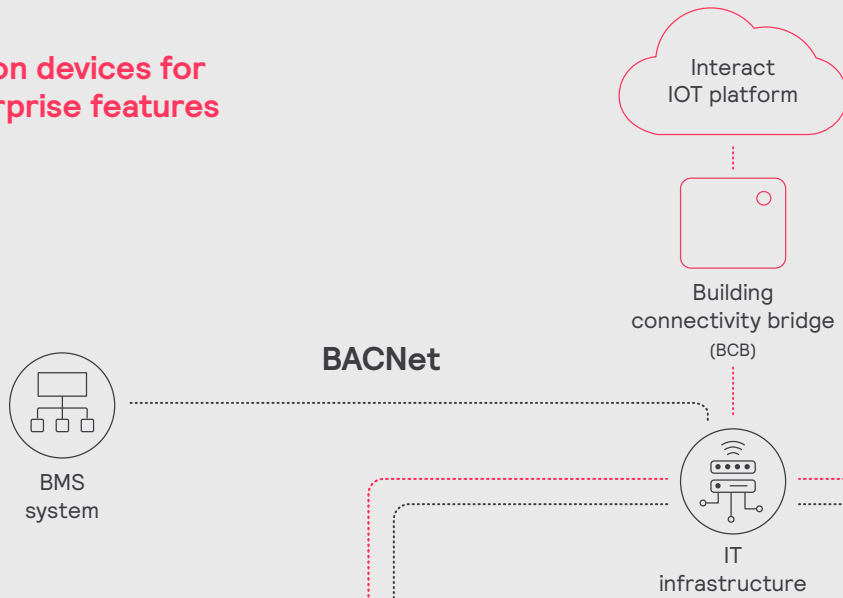 on devices for
rprise features
Interact
IOT platform
Building
connectivity bridge
(BCB)
BACNet
BMS
system
IT
infrastructure